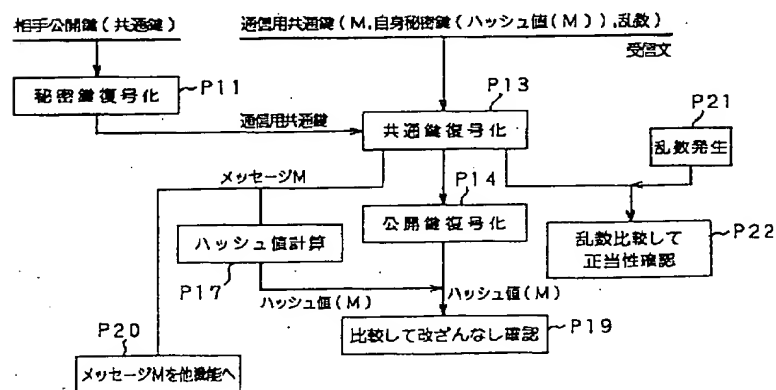 相手公開鍵(共通鍵)
通信用共通鍵(M,自身秘密鍵(ハッシュ値(M)),乱数)
受信文
P11
秘密鍵復号化
通信用共通鍵
P13
共通鍵復号化
P21
乱数発生
メッセージM
P14
公開鍵復号化
ハッシュ値計算
P17
乱数比較して
正当性確認
P22
ハッシュ値(M)
ハッシュ値(M)
比較して改ざんなし確認
P19
P20
メッセージMを他機能へ